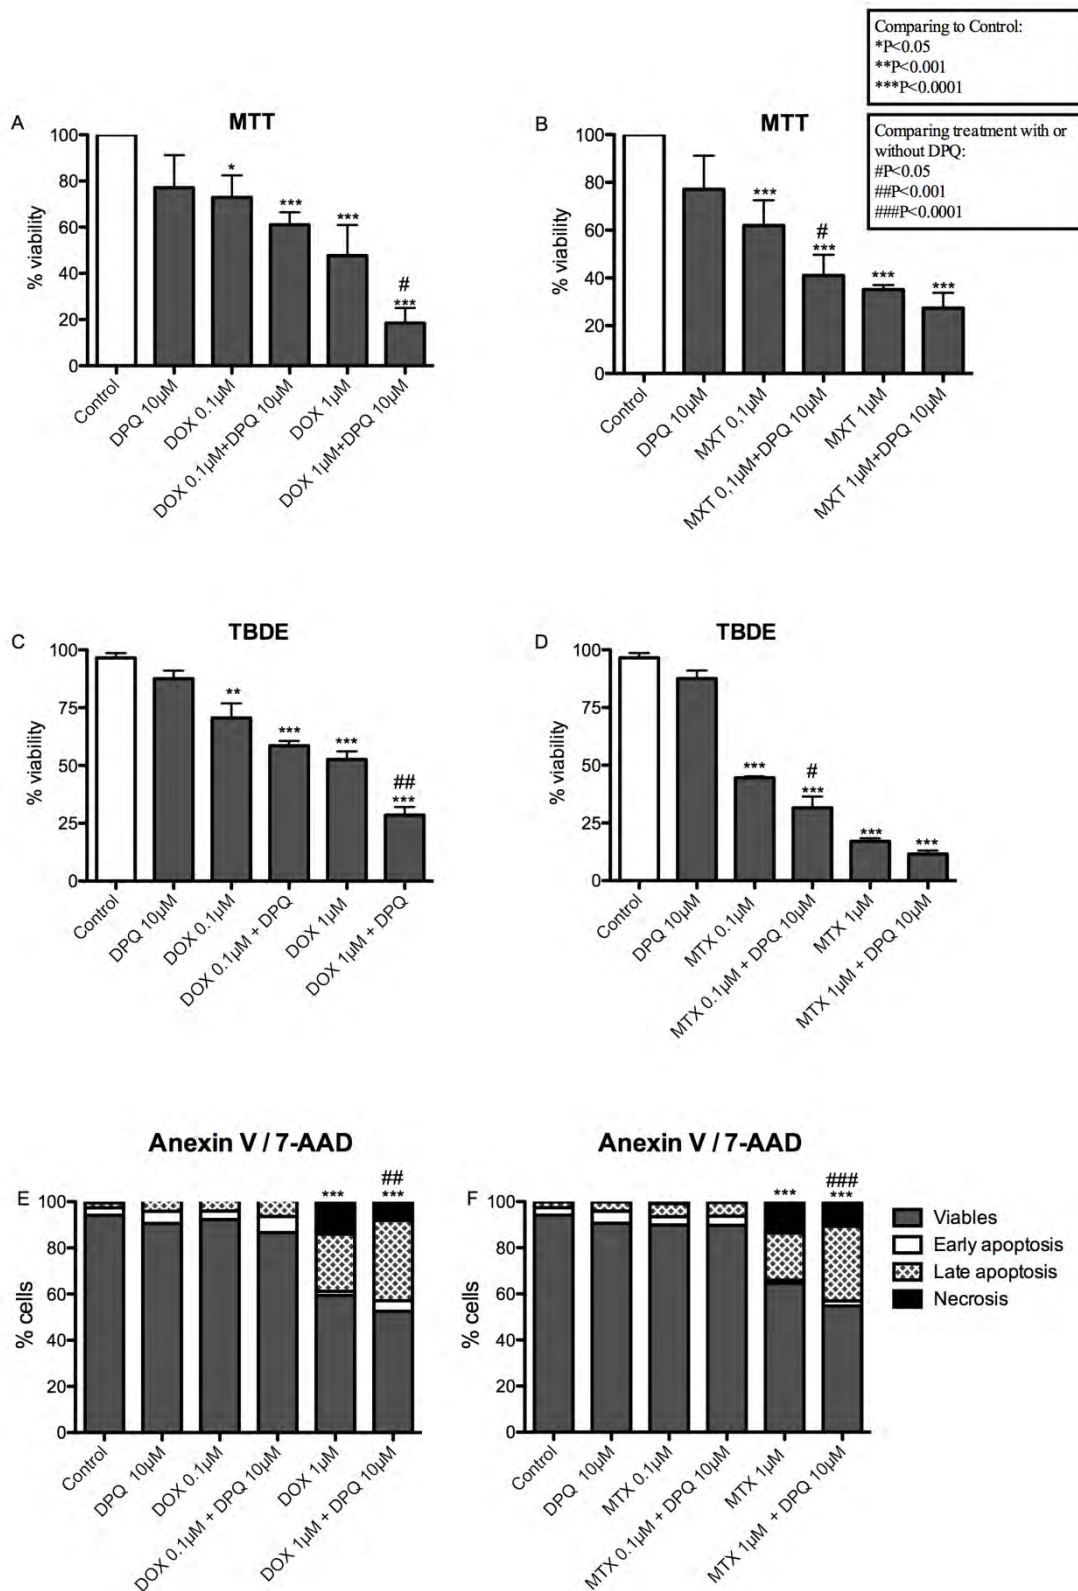 Comparing to Control:
*P<0.05
**P<0.001
***P<0.0001
Comparing treatment with or
without DPQ:
#P<0.05
##P<0.001
###P<0.0001
A
MTT
% viability
100
80
60
40
20
0
*
***
***
#
***
Control
DPQ 10µM
DOX 0.1µM
DOX 0.1µM+DPQ 10µM
DOX 1µM
DOX 1µM+DPQ 10µM
B
MTT
% viability
100
80
60
40
20
0
***
#
***
***
***
Control
DPQ 10µM
MXT 0,1µM
MXT 0,1µM+DPQ 10µM
MXT 1µM
MXT 1µM+DPQ 10µM
C
TBDE
% viability
100
75
50
25
0
**
***
***
##
***
Control
DPQ 10µM
DOX 0.1µM
DOX 0.1µM + DPQ
DOX 1µM
DOX 1µM + DPQ
D
TBDE
% viability
100
75
50
25
0
***
#
***
***
***
Control
DPQ 10µM
MTX 0.1µM
MTX 0.1µM + DPQ 10µM
MTX 1µM
MTX 1µM + DPQ 10µM
Anexin V / 7-AAD
E
% cells
100
80
60
40
20
0
***
##
***
Control
DPQ 10µM
DOX 0.1µM
DOX 0.1µM + DPQ 10µM
DOX 1µM
DOX 1µM + DPQ 10µM
Anexin V / 7-AAD
F
% cells
100
80
60
40
20
0
***
###
***
Control
DPQ 10µM
MTX 0.1µM
MTX 0.1µM + DPQ 10µM
MTX 1µM
MTX 1µM + DPQ 10µM
Viables
Early apoptosis
Late apoptosis
Necrosis